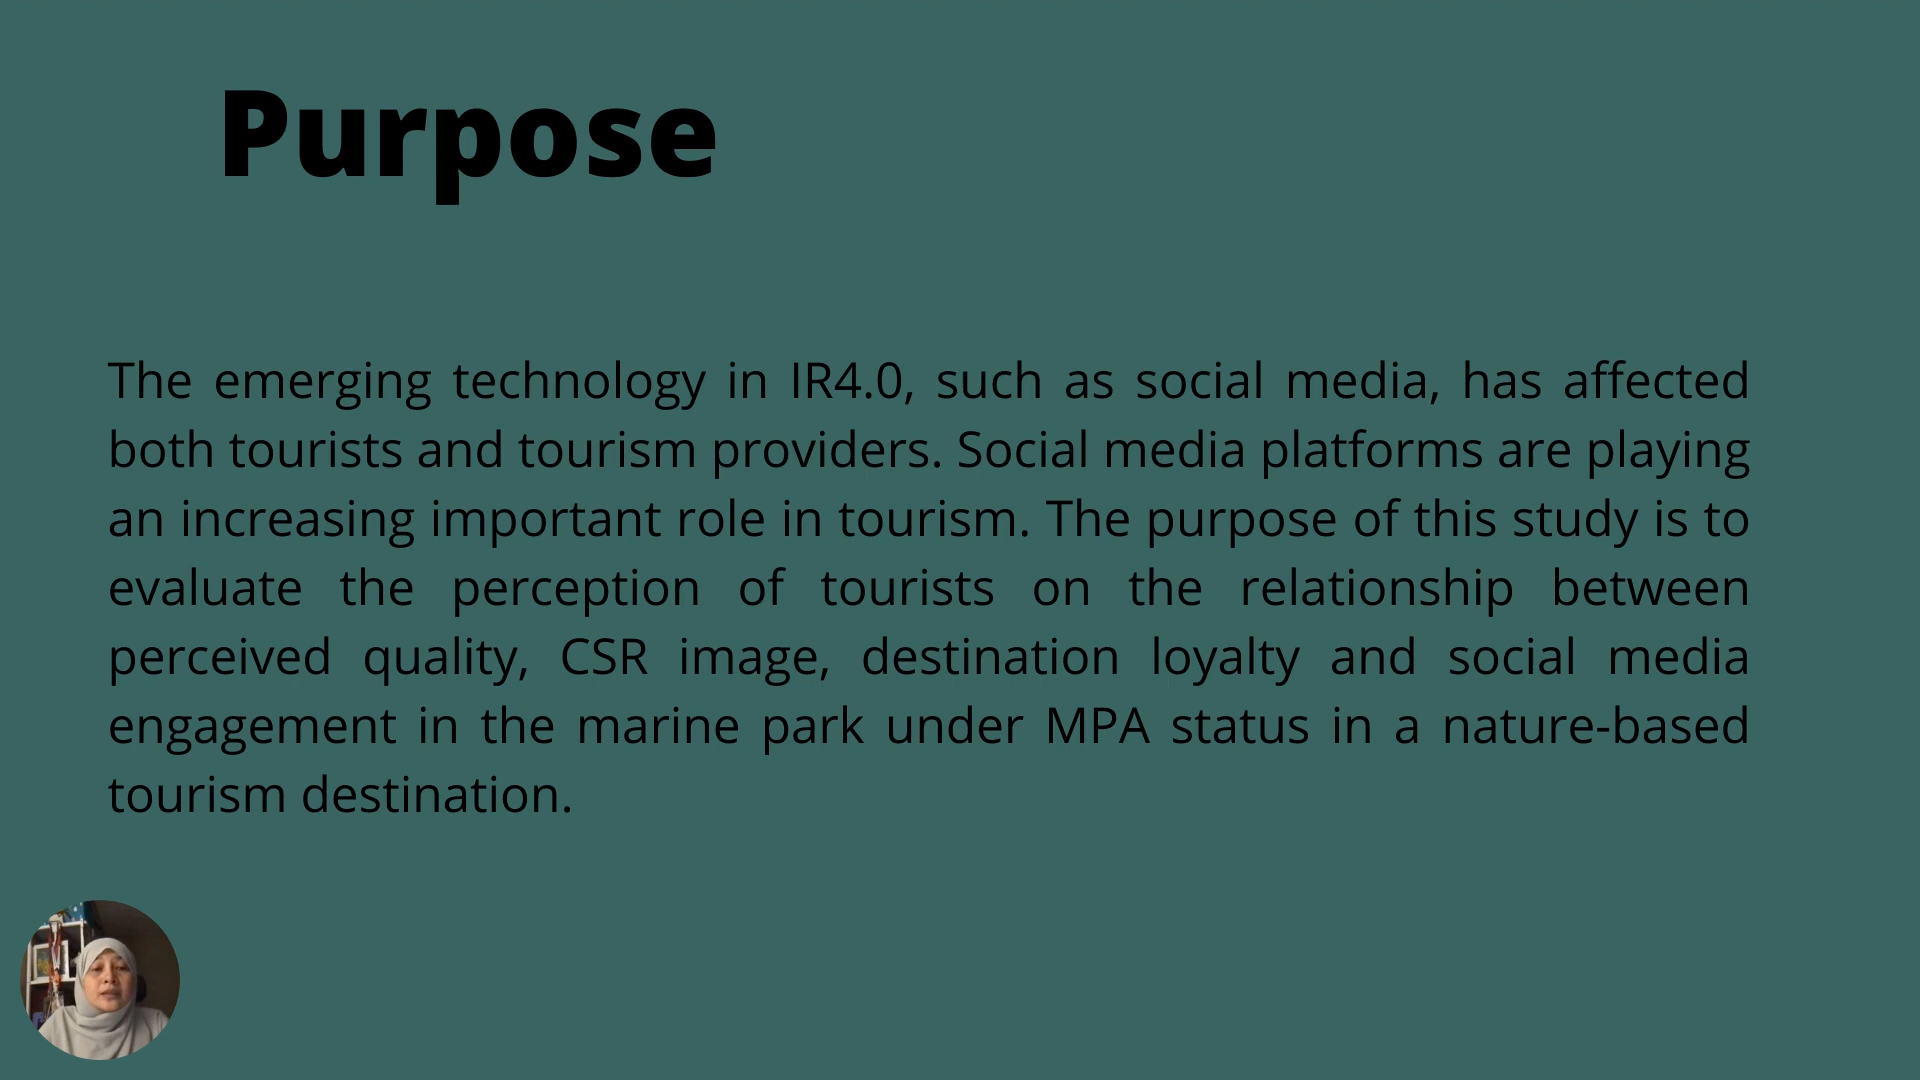 Purpose
The emerging technology in IR4.0, such as social media, has affected
both tourists and tourism providers. Social media platforms are playing
an increasing important role in tourism. The purpose of this study is to
evaluate the perception of tourists on the relationship between
perceived quality, CSR image, destination loyalty and social media
engagement in the marine park under MPA status in a nature-based
tourism destination.